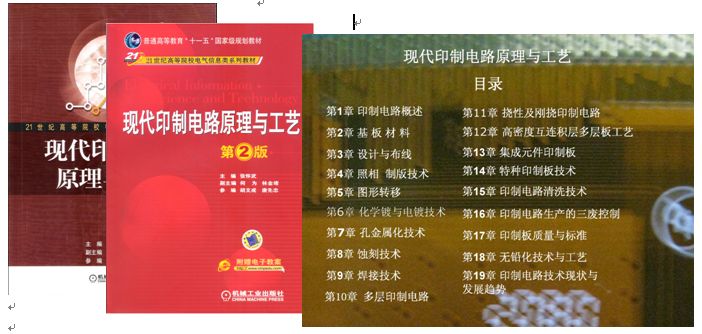 21世纪高等院校
现代印
原理
主 编
副主编
参 编
普通高等教育"十一五"国家级规划教材
21世纪高等院校电气信息类系列教材
Electrical Information
Science and Technology
现代印制电路原理与工艺
第2版
主 编 张怀武
副主编 何 为 林金堵
参 编 胡文成 唐先忠
附赠电子教案
http://www.cmpedu.com
机械工业出版社
CHINA MACHINE PRESS
现代印制电路原理与工艺
目录
第1章 印制电路概述
第2章 基 板 材 料
第3章 设计与布线
第4章 照相 制版技术
第5章 图形转移
第6章 化学镀与电镀技术
第7章 孔金属化技术
第8章 蚀刻技术
第9章 焊接技术
第10章 多层印制电路
第11章 挠性及刚挠印制电路
第12章 高密度互连积层多层板工艺
第13章 集成元件印制板
第14章 特种印制板技术
第15章 印制电路清洗技术
第16章 印制电路生产的三废控制
第17章 印制板质量与标准
第18章 无铅化技术与工艺
第19章 印制电路技术现状与
发展趋势